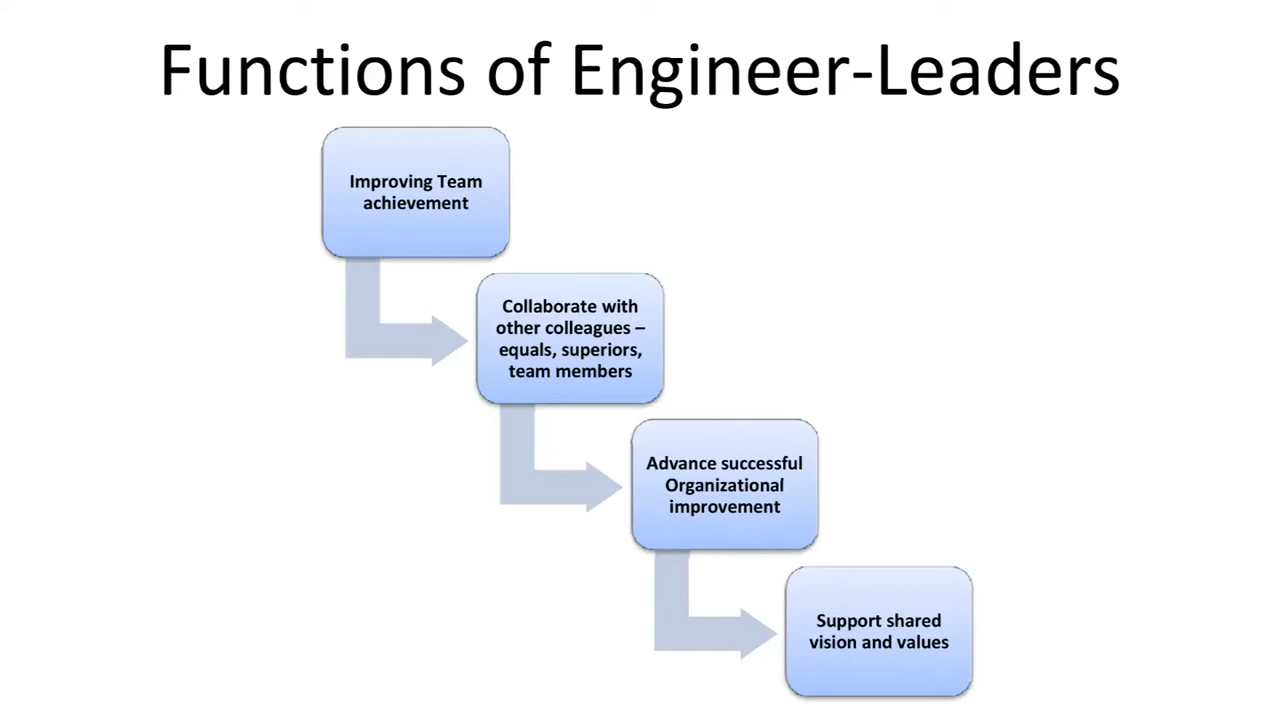 Functions of Engineer-Leaders
Improving Team
achievement
Collaborate with
other colleagues –
equals, superiors,
team members
Advance successful
Organizational
improvement
Support shared
vision and values